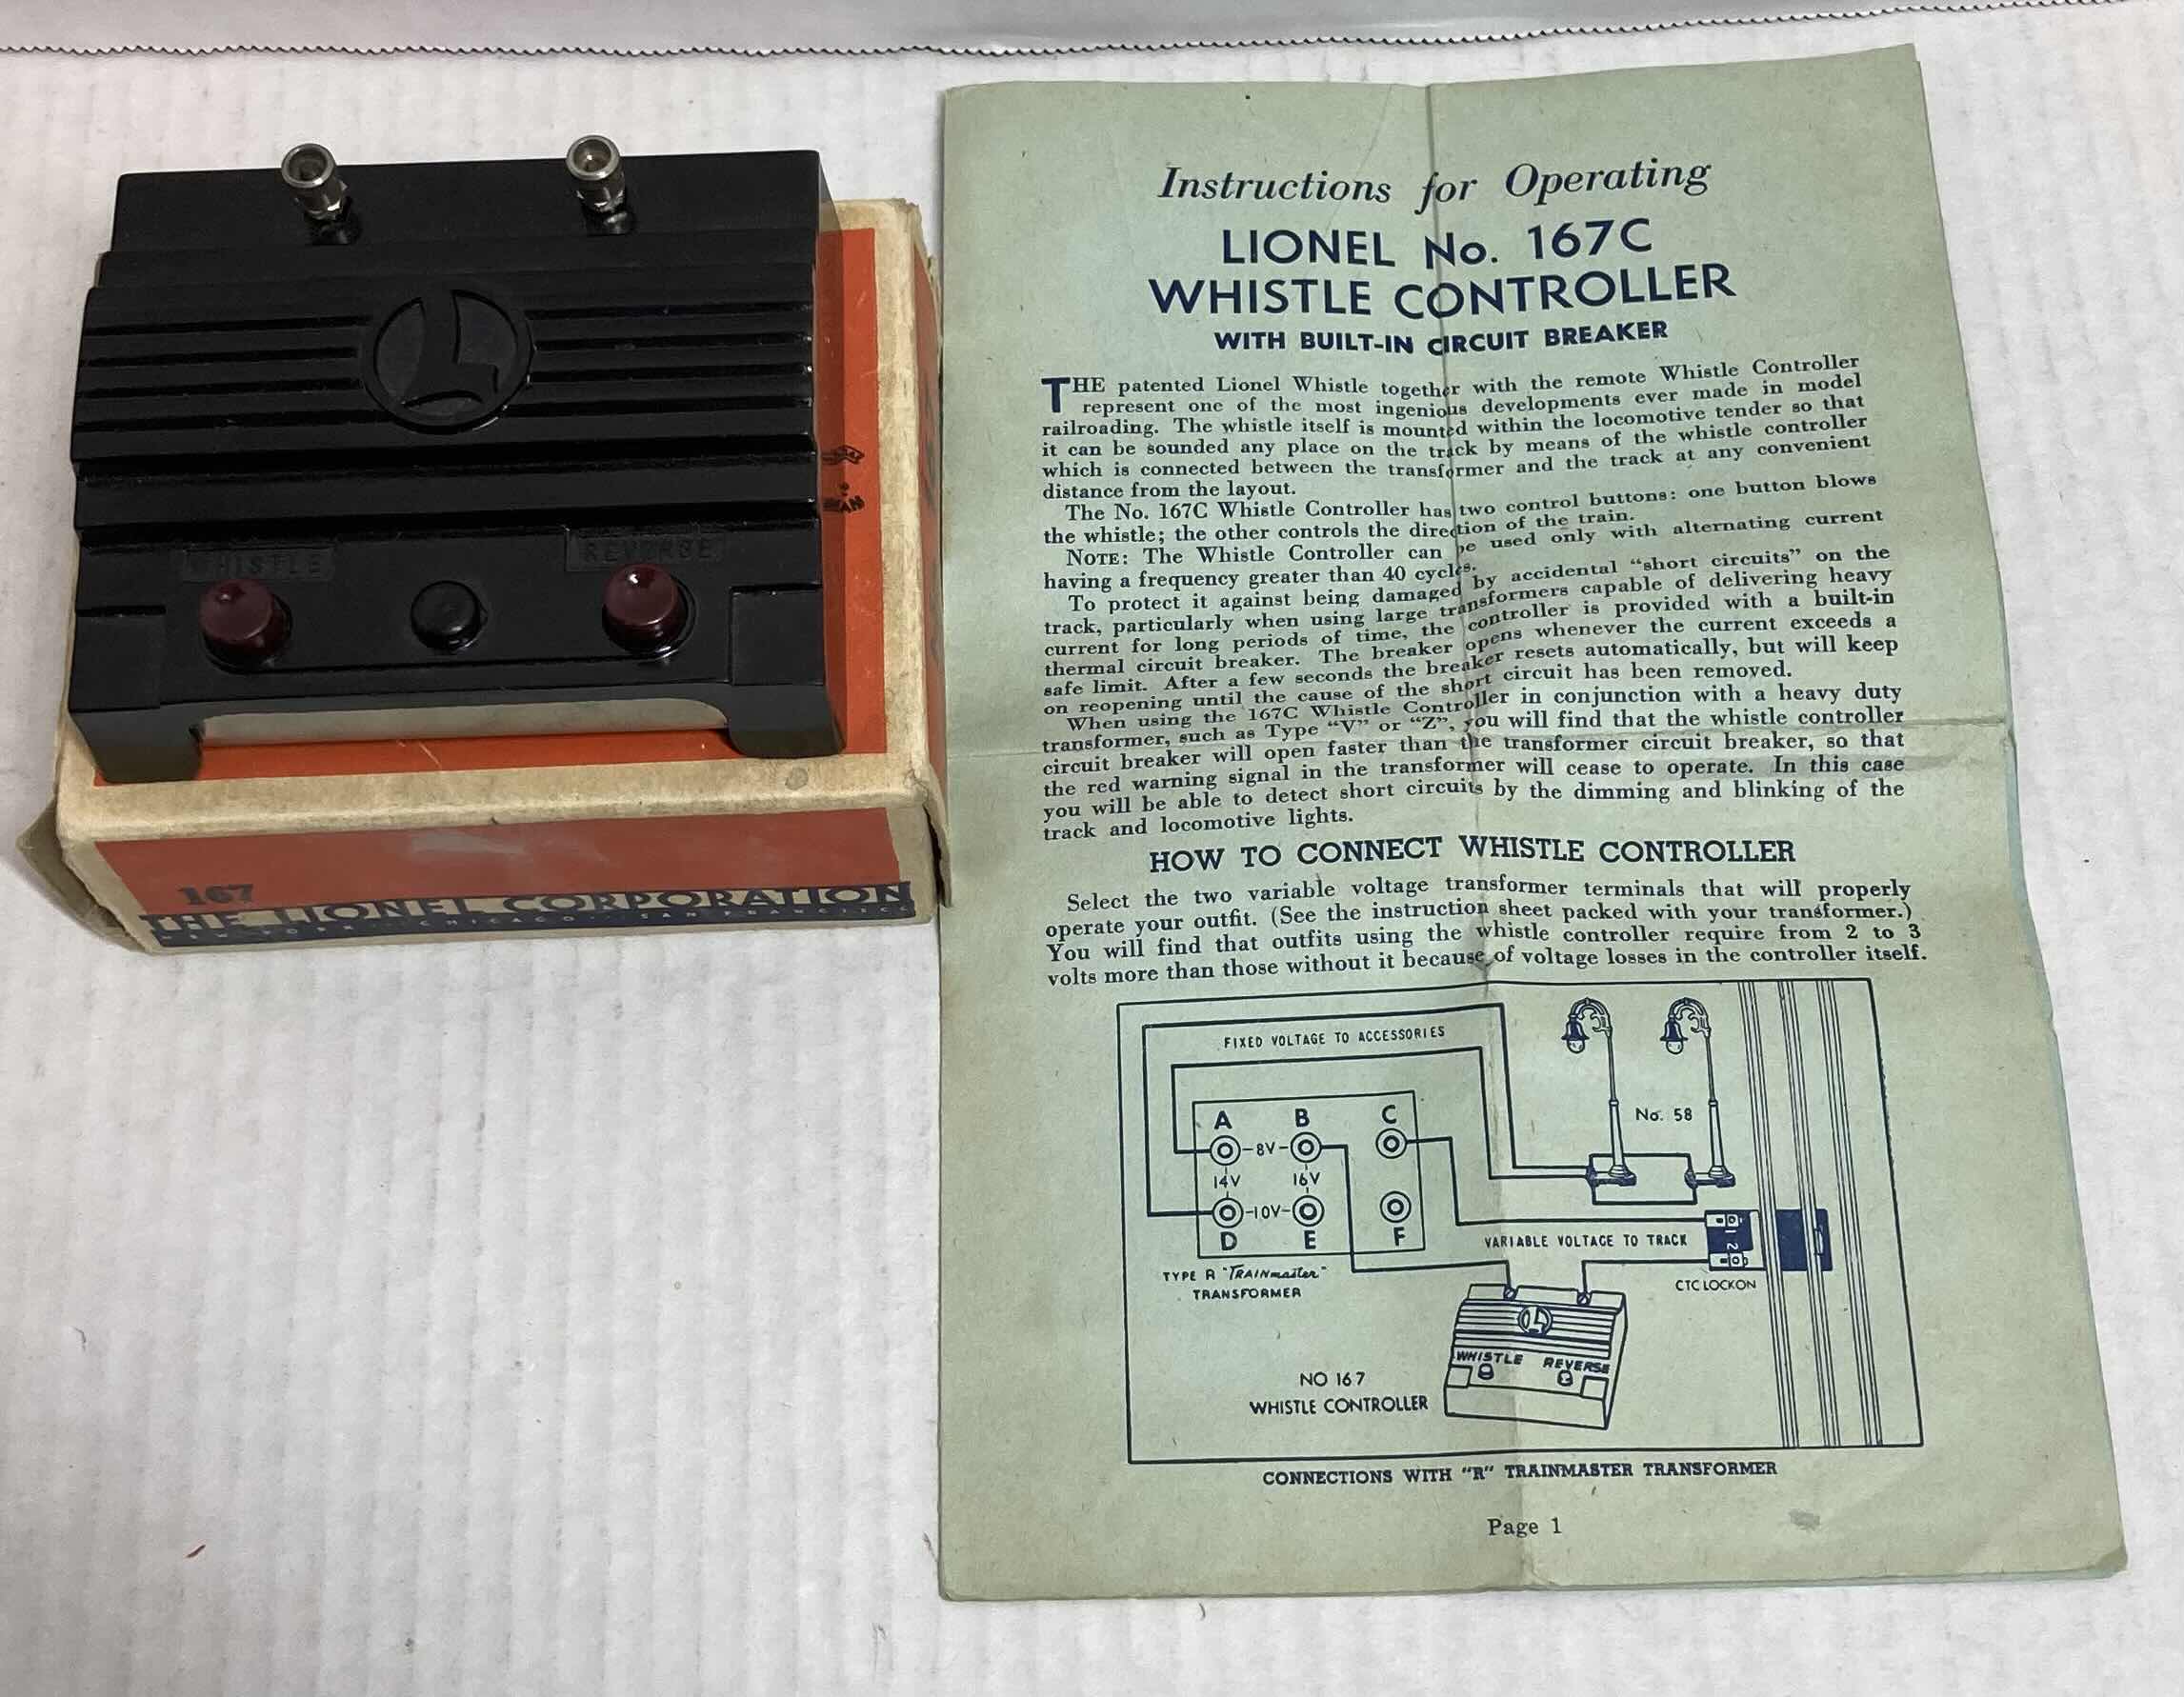 WHISTLE
REVERSE
167
THE LIONEL CORPORATION
NEW YORK · CHICAGO · SAN FRANCISCO
Instructions for Operating
LIONEL No. 167C
WHISTLE CONTROLLER
WITH BUILT-IN CIRCUIT BREAKER
THE patented Lionel Whistle together with the remote Whistle Controller
represent one of the most ingenious developments ever made in model
railroading. The whistle itself is mounted within the locomotive tender so that
it can be sounded any place on the track by means of the whistle controller
which is connected between the transformer and the track at any convenient
distance from the layout.
The No. 167C Whistle Controller has two control buttons: one button blows
the whistle; the other controls the direction of the train.
NOTE: The Whistle Controller can be used only with alternating current
having a frequency greater than 40 cycles.
To protect it against being damaged by accidental "short circuits" on the
track, particularly when using large transformers capable of delivering heavy
current for long periods of time, the controller is provided with a built-in
thermal circuit breaker. The breaker opens whenever the current exceeds a
safe limit. After a few seconds the breaker resets automatically, but will keep
on reopening until the cause of the short circuit has been removed.
When using the 167C Whistle Controller in conjunction with a heavy duty
transformer, such as Type "V" or "Z", you will find that the whistle controller
circuit breaker will open faster than the transformer circuit breaker, so that
the red warning signal in the transformer will cease to operate. In this case
you will be able to detect short circuits by the dimming and blinking of the
track and locomotive lights.
HOW TO CONNECT WHISTLE CONTROLLER
Select the two variable voltage transformer terminals that will properly
operate your outfit. (See the instruction sheet packed with your transformer.)
You will find that outfits using the whistle controller require from 2 to 3
volts more than those without it because of voltage losses in the controller itself.
FIXED VOLTAGE TO ACCESSORIES
A B C
8V
14V 16V
10V
D E F
No. 58
VARIABLE VOLTAGE TO TRACK
1
2
CTC LOCKON
TYPE R "TRAINmaster"
TRANSFORMER
WHISTLE REVERSE
NO 167
WHISTLE CONTROLLER
CONNECTIONS WITH "R" TRAINMASTER TRANSFORMER
Page 1